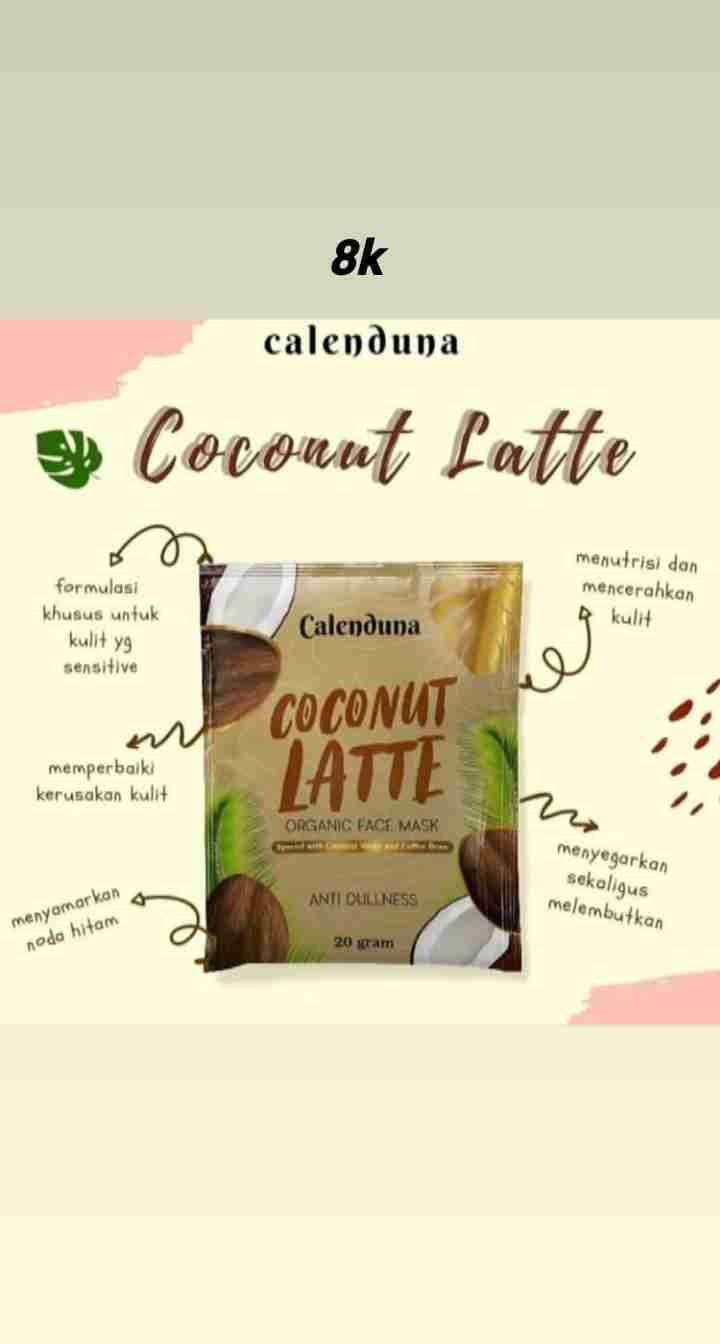 8k
calenduna
Coconut Latte
formulasi
khusus untuk
kulit yg
sensitive
memperbaiki
kerusakan kulit
menyamarkan
noda hitam
Calenduna
COCONUT
LATTE
ORGANIC FACE MASK
ANTI DULLNESS
20 gram
menutrisi dan
mencerahkan
kulit
menyegarkan
sekaligus
melembutkan